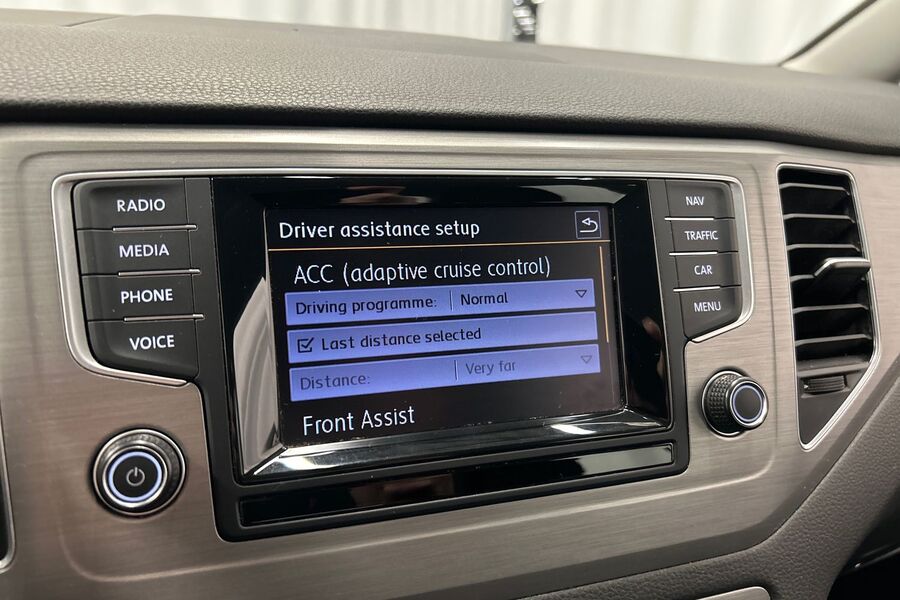 RADIO
MEDIA
PHONE
VOICE
Driver assistance setup
ACC (adaptive cruise control)
Driving programme: Normal
Last distance selected
Distance: Very far
Front Assist
NAV
TRAFFIC
CAR
MENU